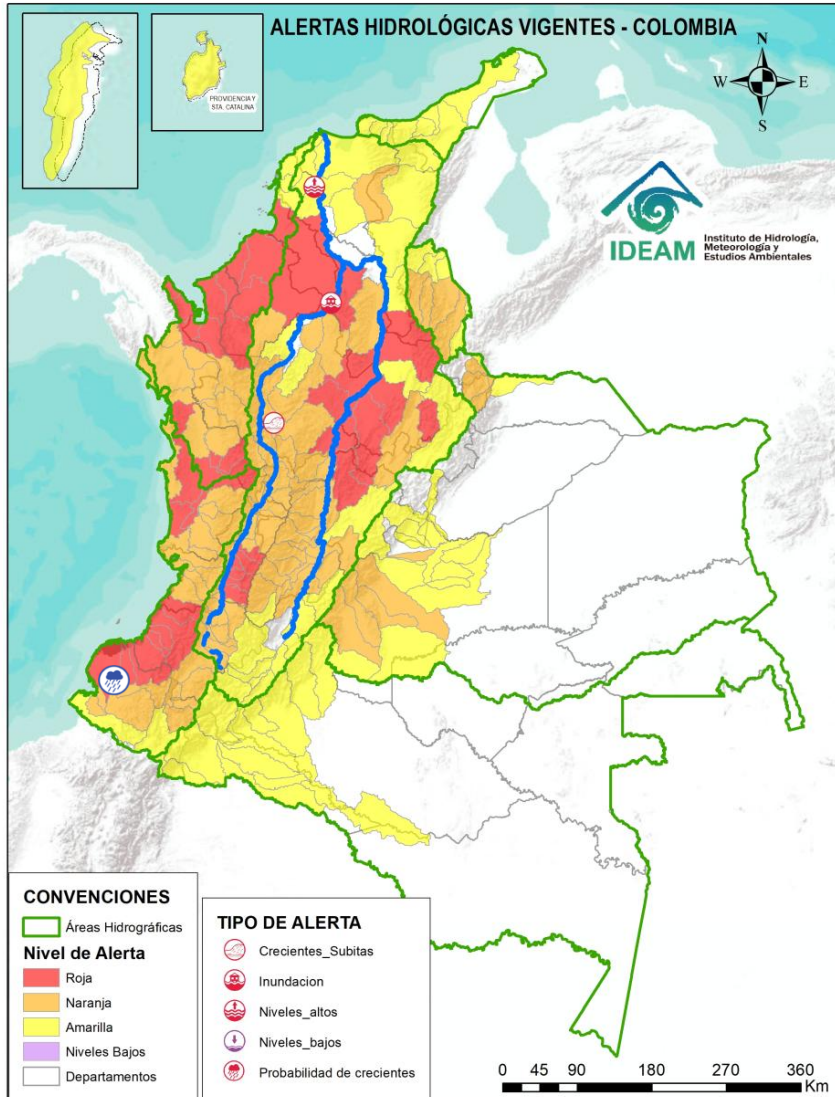 ALERTAS HIDROLÓGICAS VIGENTES - COLOMBIA
PROVIDENCIA Y
STA. CATALINA
N
W
E
S
IDEAM
Instituto de Hidrología,
Meteorología y
Estudios Ambientales
CONVENCIONES
Áreas Hidrográficas
Nivel de Alerta
Roja
Naranja
Amarilla
Niveles Bajos
Departamentos
TIPO DE ALERTA
Crecientes_Subitas
Inundacion
Niveles_altos
Niveles_bajos
Probabilidad de crecientes
0 45 90 180 270 360
Km